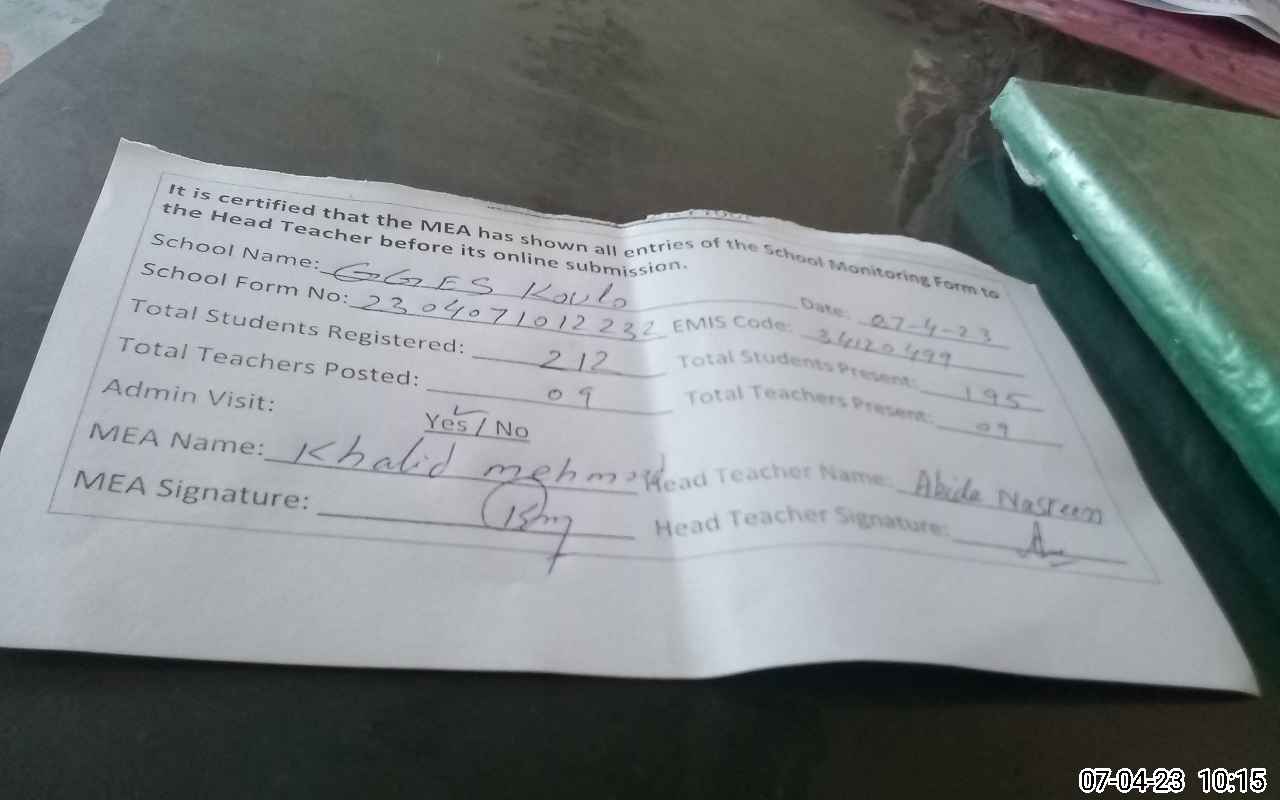 It is certified that the MEA has shown all entries of the School Monitoring Form to
the Head Teacher before its online submission.
School Name: GGES Koulo Date: 07-4-23
School Form No: 2304071012232 EMIS Code: 34120499
Total Students Registered: 212 Total Students Present: 195
Total Teachers Posted: 09 Total Teachers Present: 09
Admin Visit: Yes / No
MEA Name: Khalid mehmood Head Teacher Name: Abida Nasreen
MEA Signature: Head Teacher Signature:
07-04-23 10:15